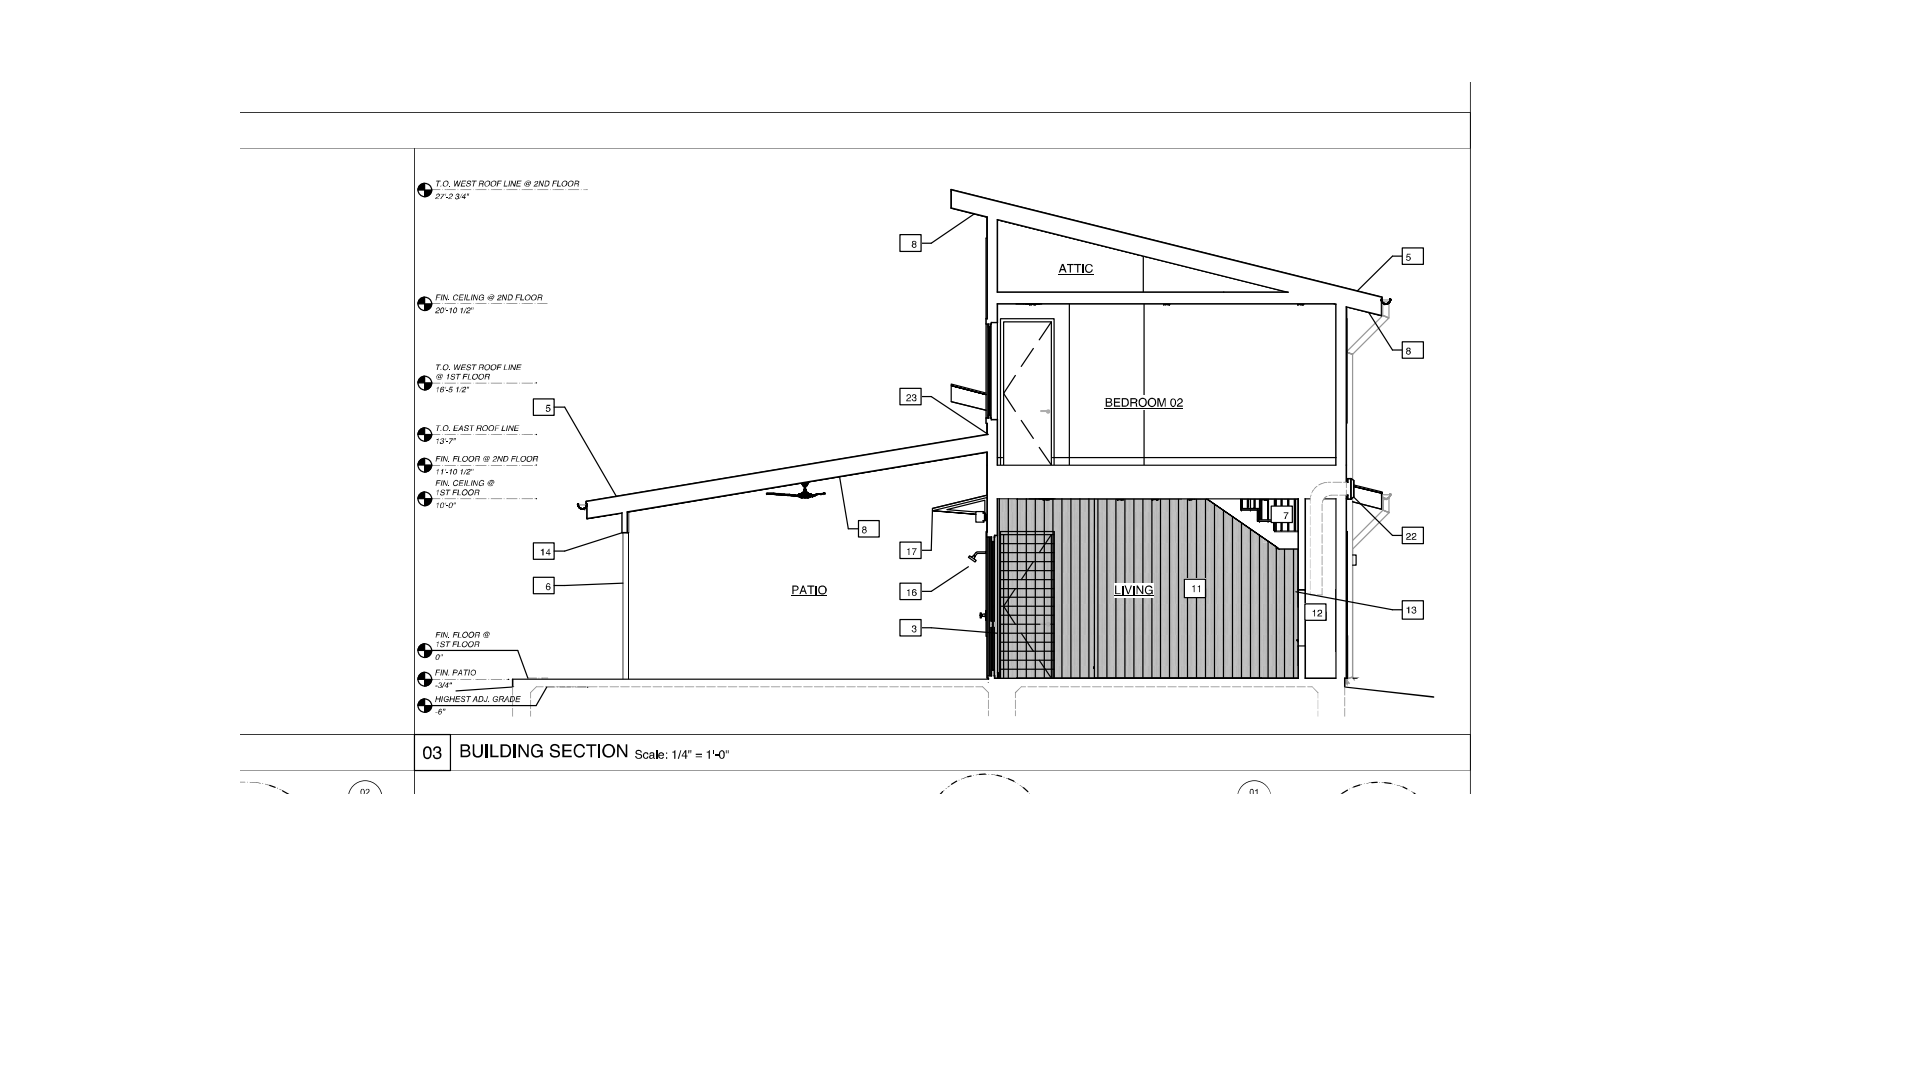 T.O. WEST ROOF LINE @ 2ND FLOOR
27'-2 3/4"
8
5
ATTIC
FIN. CEILING @ 2ND FLOOR
20'-10 1/2"
8
T.O. WEST ROOF LINE
@ 1ST FLOOR
16'-5 1/2"
5
23
BEDROOM 02
T.O. EAST ROOF LINE
13'-7"
FIN. FLOOR @ 2ND FLOOR
11'-10 1/2"
FIN. CEILING @
1ST FLOOR
10'-0"
8
7
22
14
17
6
PATIO
16
LIVING
11
12
13
3
FIN. FLOOR @
1ST FLOOR
0"
FIN. PATIO
-3/4"
HIGHEST ADJ. GRADE
-6"
03
BUILDING SECTION Scale: 1/4" = 1'-0"
02
01